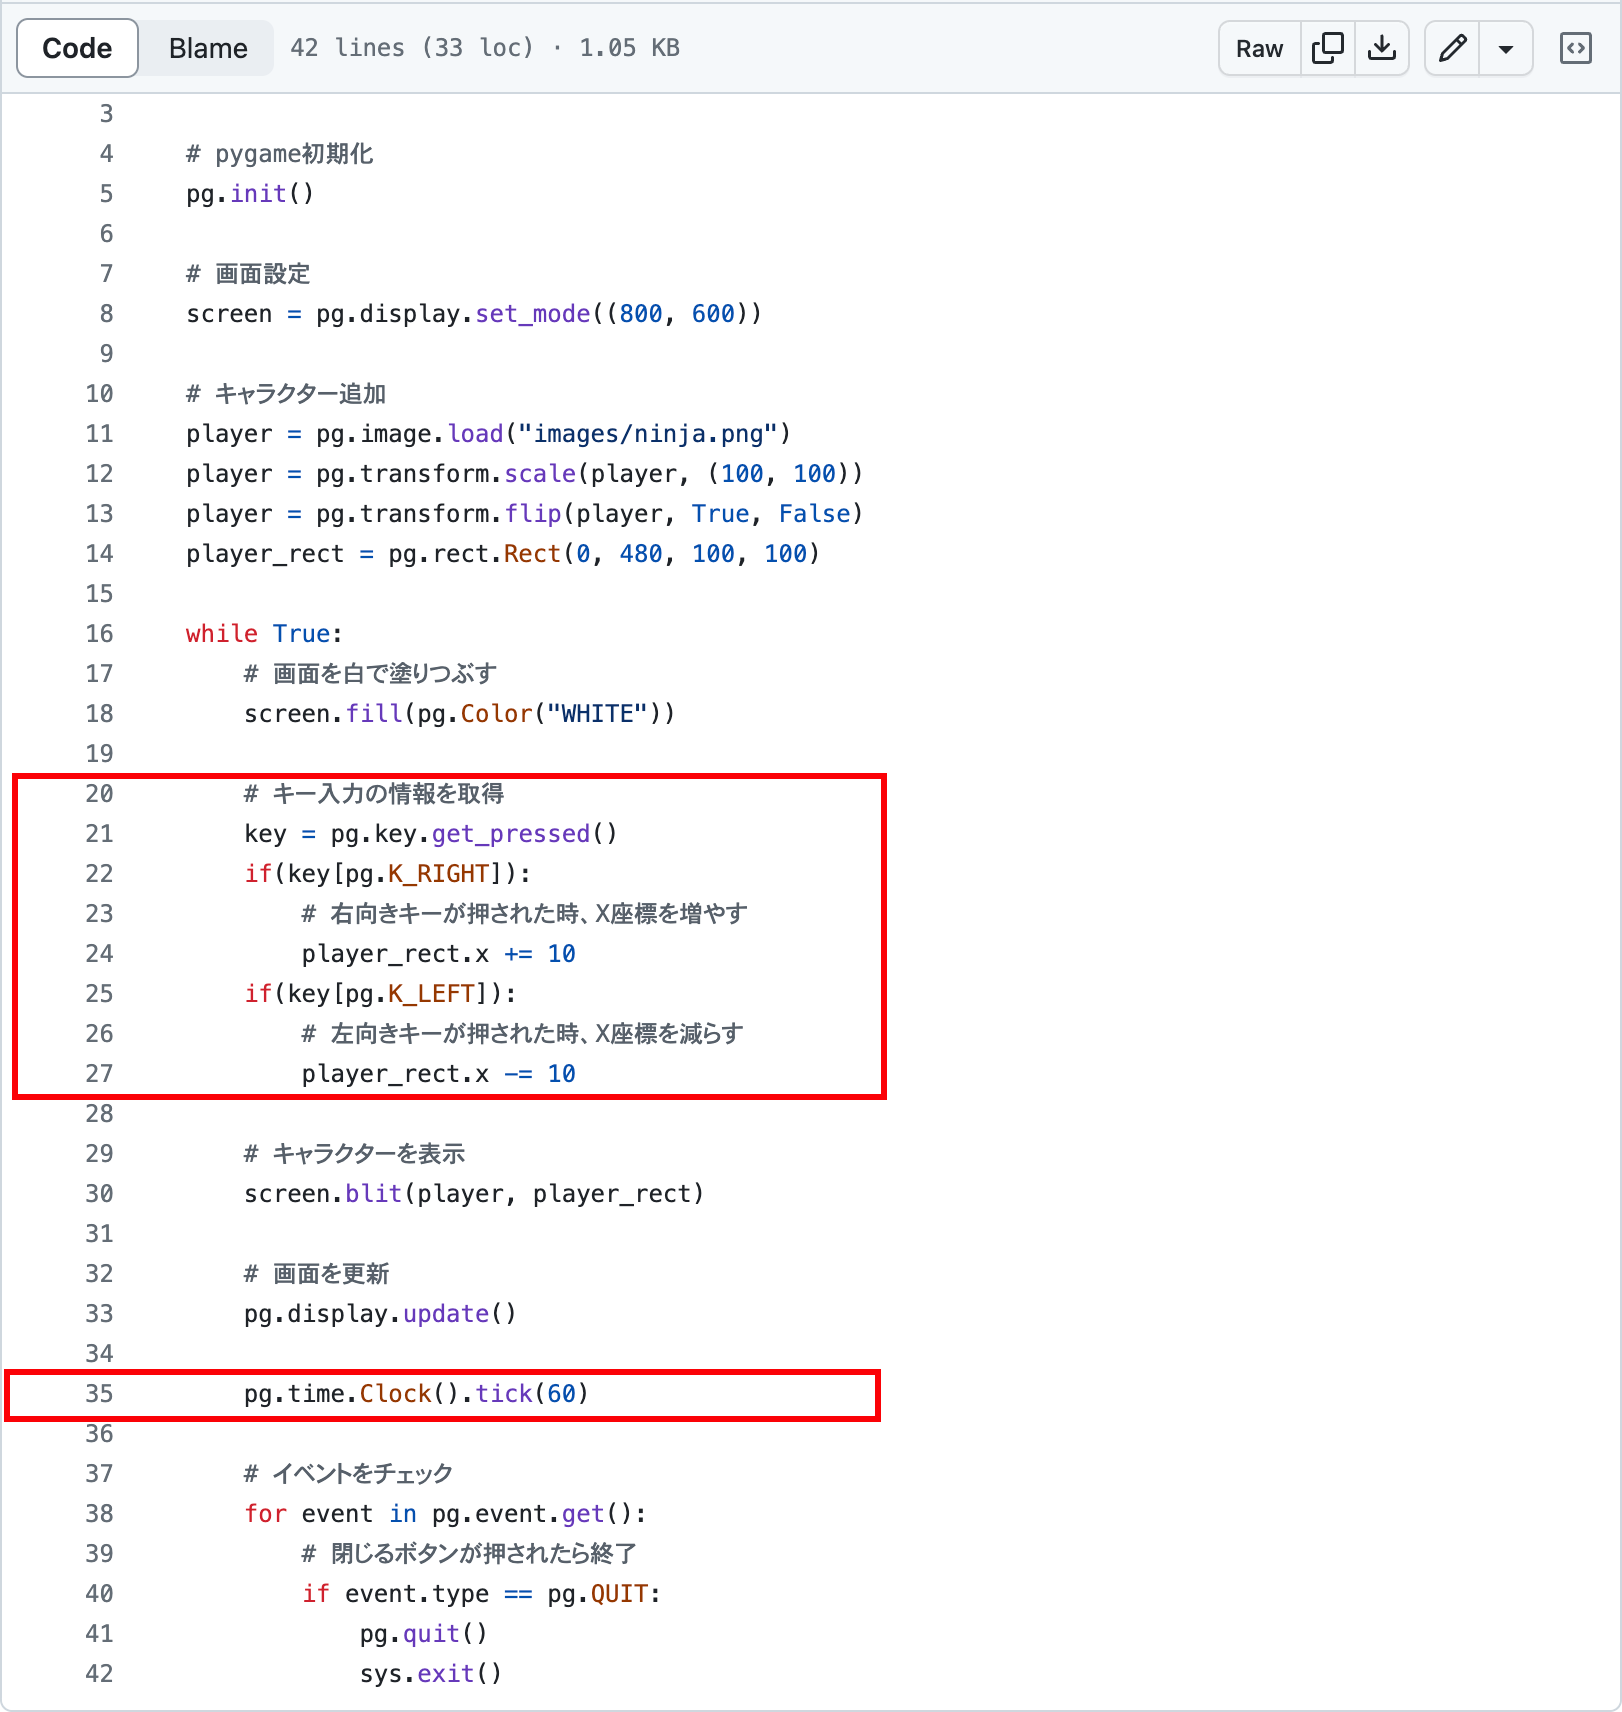 Code Blame 42 lines (33 loc) · 1.05 KB Raw
3
4 # pygame初期化
5 pg.init()
6
7 # 画面設定
8 screen = pg.display.set_mode((800, 600))
9
10 # キャラクター追加
11 player = pg.image.load("images/ninja.png")
12 player = pg.transform.scale(player, (100, 100))
13 player = pg.transform.flip(player, True, False)
14 player_rect = pg.rect.Rect(0, 480, 100, 100)
15
16 while True:
17     # 画面を白で塗りつぶす
18     screen.fill(pg.Color("WHITE"))
19
20     # キー入力の情報を取得
21     key = pg.key.get_pressed()
22     if(key[pg.K_RIGHT]):
23         # 右向きキーが押された時、X座標を増やす
24         player_rect.x += 10
25     if(key[pg.K_LEFT]):
26         # 左向きキーが押された時、X座標を減らす
27         player_rect.x -= 10
28
29     # キャラクターを表示
30     screen.blit(player, player_rect)
31
32     # 画面を更新
33     pg.display.update()
34
35     pg.time.Clock().tick(60)
36
37     # イベントをチェック
38     for event in pg.event.get():
39         # 閉じるボタンが押されたら終了
40         if event.type == pg.QUIT:
41             pg.quit()
42             sys.exit()